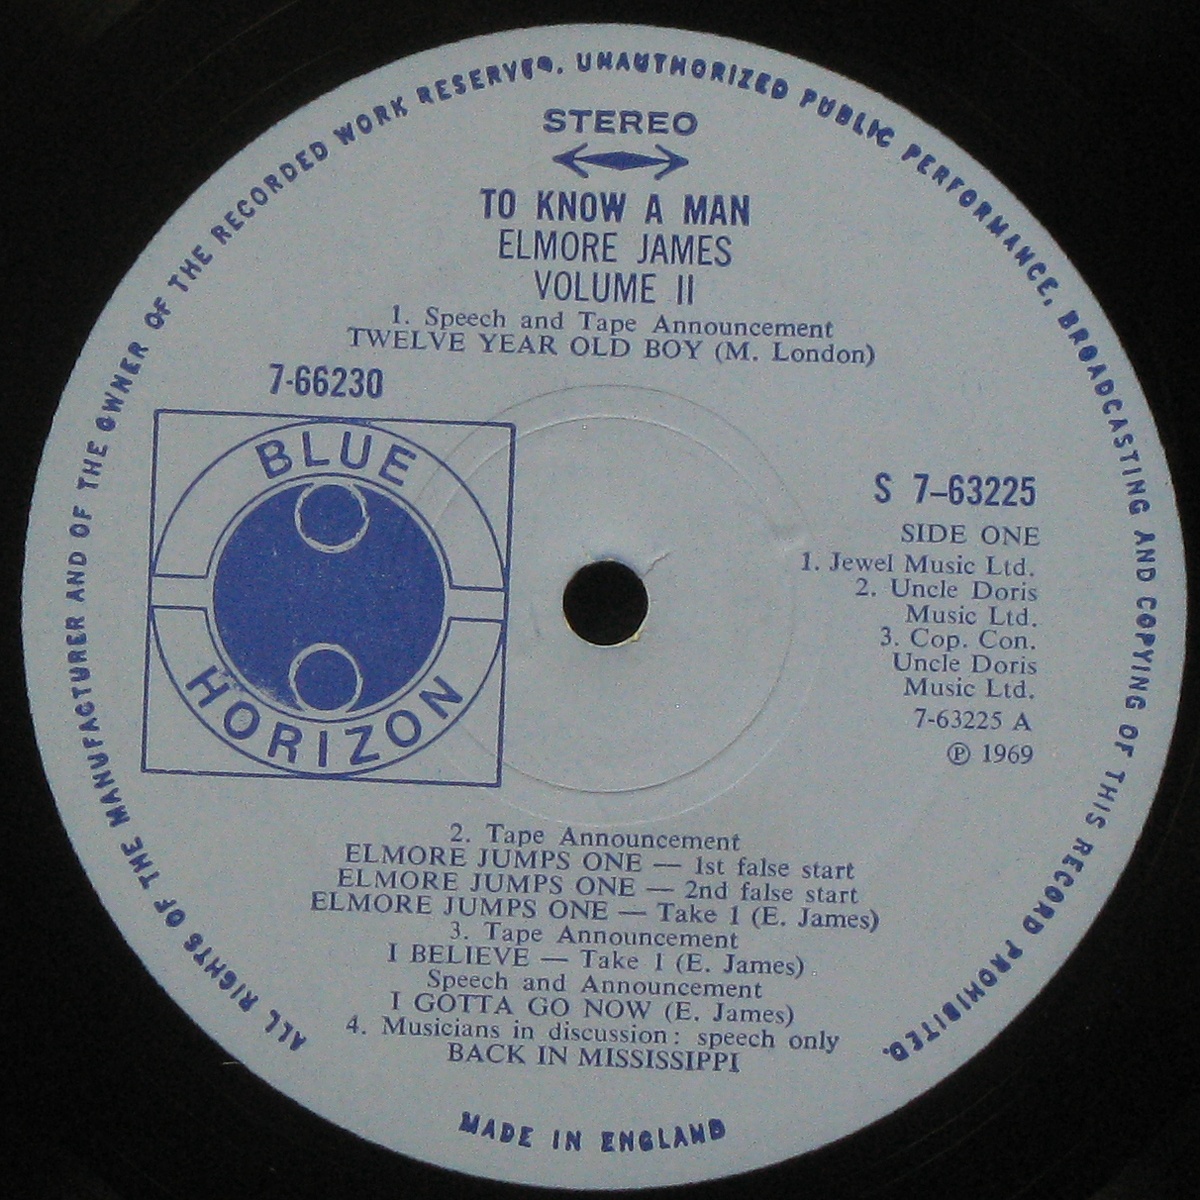 ALL RIGHTS OF THE MANUFACTURER AND OF THE OWNER OF THE RECORDED WORK RESERVED. UNAUTHORIZED PUBLIC PERFORMANCE, BROADCASTING AND COPYING OF THIS RECORD PROHIBITED.
STEREO
TO KNOW A MAN
ELMORE JAMES
VOLUME II
1. Speech and Tape Announcement
TWELVE YEAR OLD BOY (M. London)
7-66230
BLUE
HORIZON
S 7-63225
SIDE ONE
1. Jewel Music Ltd.
2. Uncle Doris
Music Ltd.
3. Cop. Con.
Uncle Doris
Music Ltd.
7-63225 A
℗ 1969
2. Tape Announcement
ELMORE JUMPS ONE — 1st false start
ELMORE JUMPS ONE — 2nd false start
ELMORE JUMPS ONE — Take 1 (E. James)
3. Tape Announcement
I BELIEVE — Take 1 (E. James)
Speech and Announcement
I GOTTA GO NOW (E. James)
4. Musicians in discussion: speech only
BACK IN MISSISSIPPI
MADE IN ENGLAND